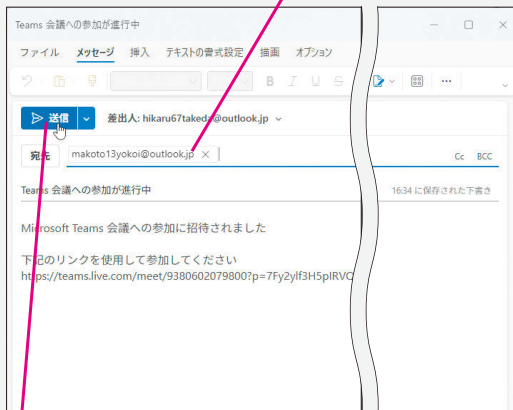 Teams 会議への参加が進行中
ファイル メッセージ 挿入 テキストの書式設定 描画 オプション
B I U S
送信 差出人: hikaru67takeda@outlook.jp
宛先 makoto13yokoi@outlook.jp Cc BCC
Teams 会議への参加が進行中 16:34 に保存された下書き
Microsoft Teams 会議への参加に招待されました
下記のリンクを使用して参加してください
https://teams.live.com/meet/9380602079800?p=7Fy2ylf3H5pIRVC